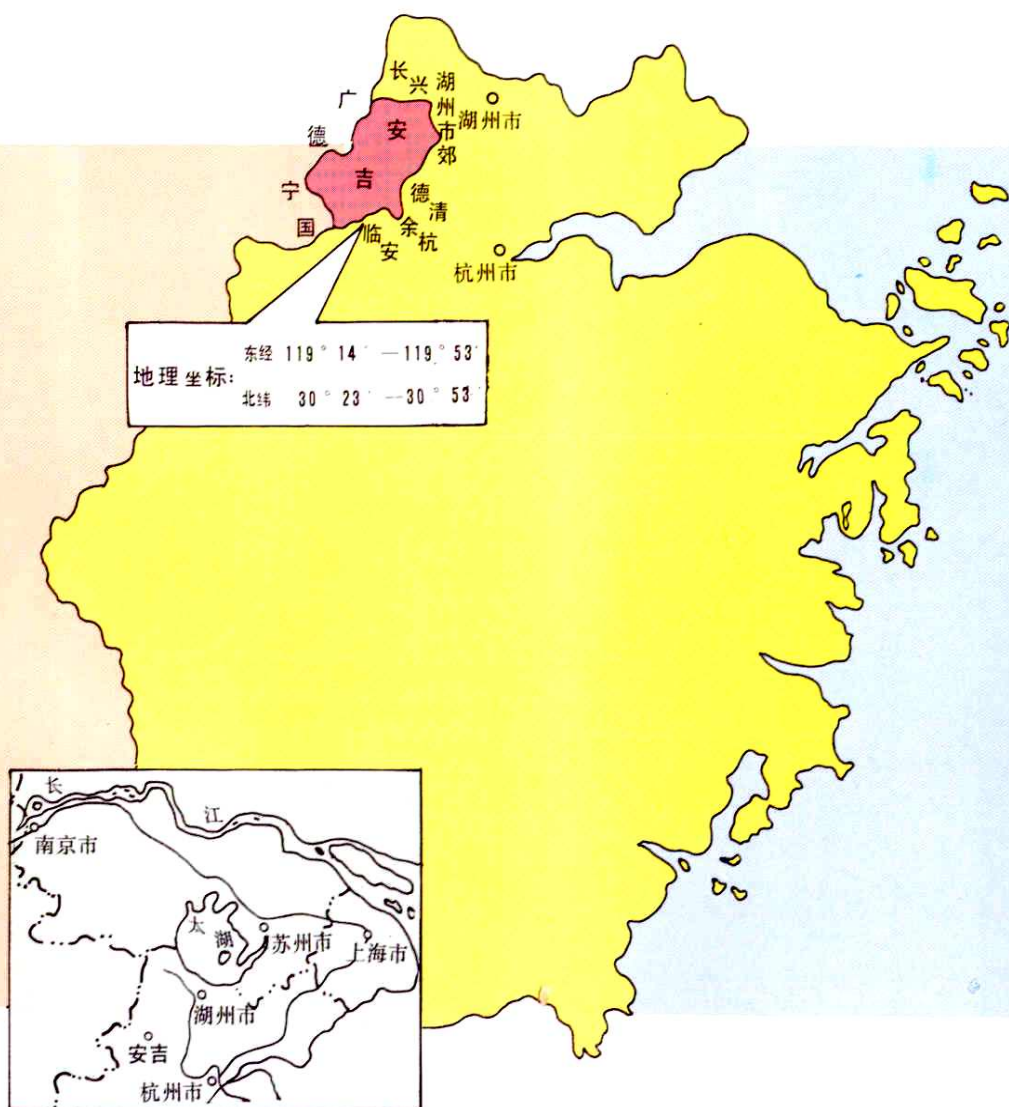 长兴
湖州市郊
湖州市
广德
安吉
宁国
德清
余杭
临安
杭州市
地理坐标:
东经 119°14′—119°53′
北纬 30°23′—30°53′
长江
南京市
太湖
苏州市
上海市
湖州市
安吉
杭州市